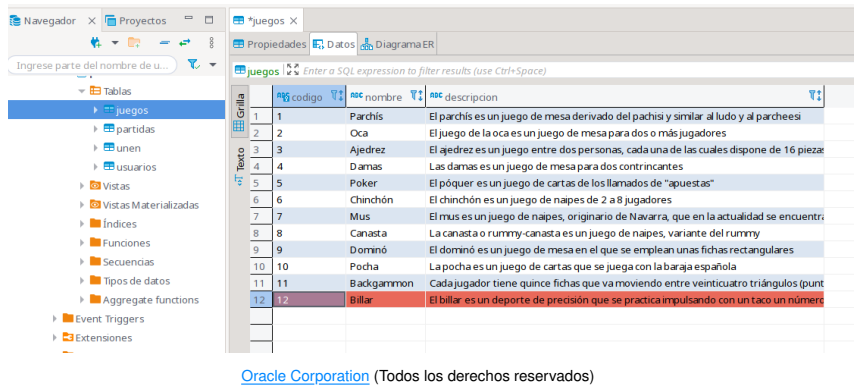 Navegador
Proyectos
*juegos
Ingrese parte del nombre de u...
Tablas
juegos
partidas
unen
usuarios
Vistas
Vistas Materializadas
Índices
Funciones
Secuencias
Tipos de datos
Aggregate functions
Event Triggers
Extensiones
Propiedades Datos Diagrama ER
juegos Enter a SQL expression to filter results (use Ctrl+Space)
Grilla
Texto
codigo nombre descripcion
1 1 Parchís El parchís es un juego de mesa derivado del pachisi y similar al ludo y al parcheesi
2 2 Oca El juego de la oca es un juego de mesa para dos o más jugadores
3 3 Ajedrez El ajedrez es un juego entre dos personas, cada una de las cuales dispone de 16 piezas
4 4 Damas Las damas es un juego de mesa para dos contrincantes
5 5 Poker El póquer es un juego de cartas de los llamados de "apuestas"
6 6 Chinchón El chinchón es un juego de naipes de 2 a 8 jugadores
7 7 Mus El mus es un juego de naipes, originario de Navarra, que en la actualidad se encuentra
8 8 Canasta La canasta o rummy-canasta es un juego de naipes, variante del rummy
9 9 Dominó El dominó es un juego de mesa en el que se emplean unas fichas rectangulares
10 10 Pocha La pocha es un juego de cartas que se juega con la baraja española
11 11 Backgammon Cada jugador tiene quince fichas que va moviendo entre veinticuatro triángulos (punt
12 12 Billar El billar es un deporte de precisión que se practica impulsando con un taco un número
Oracle Corporation (Todos los derechos reservados)